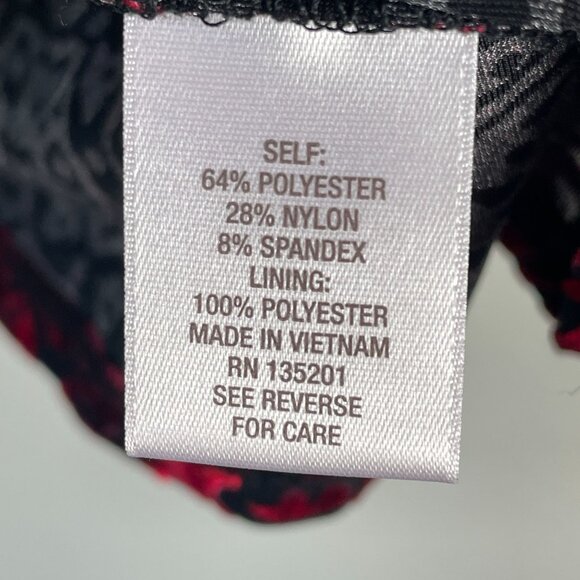 SELF:
64% POLYESTER
28% NYLON
8% SPANDEX
LINING:
100% POLYESTER
MADE IN VIETNAM
RN 135201
SEE REVERSE
FOR CARE